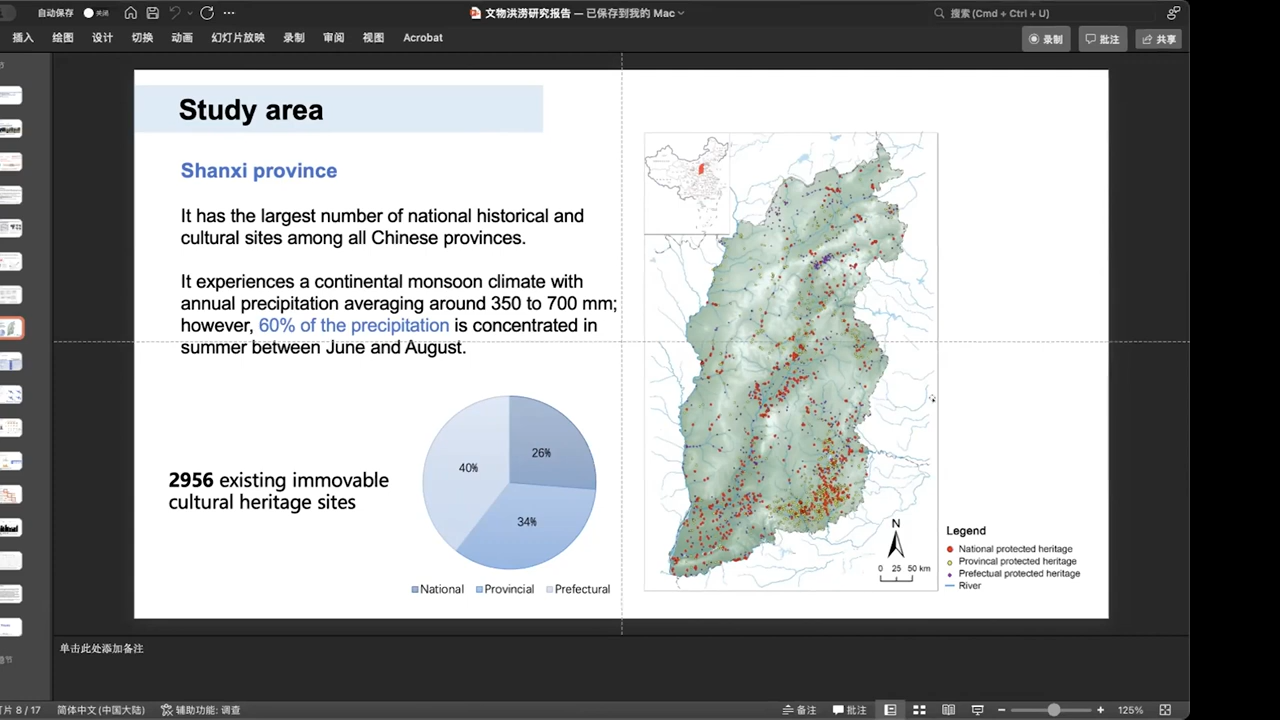 自动保存 关闭
文物洪涝研究报告 — 已保存到我的 Mac
搜索 (Cmd + Ctrl + U)
插入 绘图 设计 切换 动画 幻灯片放映 录制 审阅 视图 Acrobat
录制 批注 共享
Study area
Shanxi province
It has the largest number of national historical and
cultural sites among all Chinese provinces.
It experiences a continental monsoon climate with
annual precipitation averaging around 350 to 700 mm;
however, 60% of the precipitation is concentrated in
summer between June and August.
2956 existing immovable
cultural heritage sites
40%
26%
34%
National Provincial Prefectural
N
0 25 50 km
Legend
National protected heritage
Provincal protected heritage
Prefectual protected heritage
River
单击此处添加备注
灯片 8 / 17 简体中文 (中国大陆) 辅助功能: 调查
备注 批注 125%